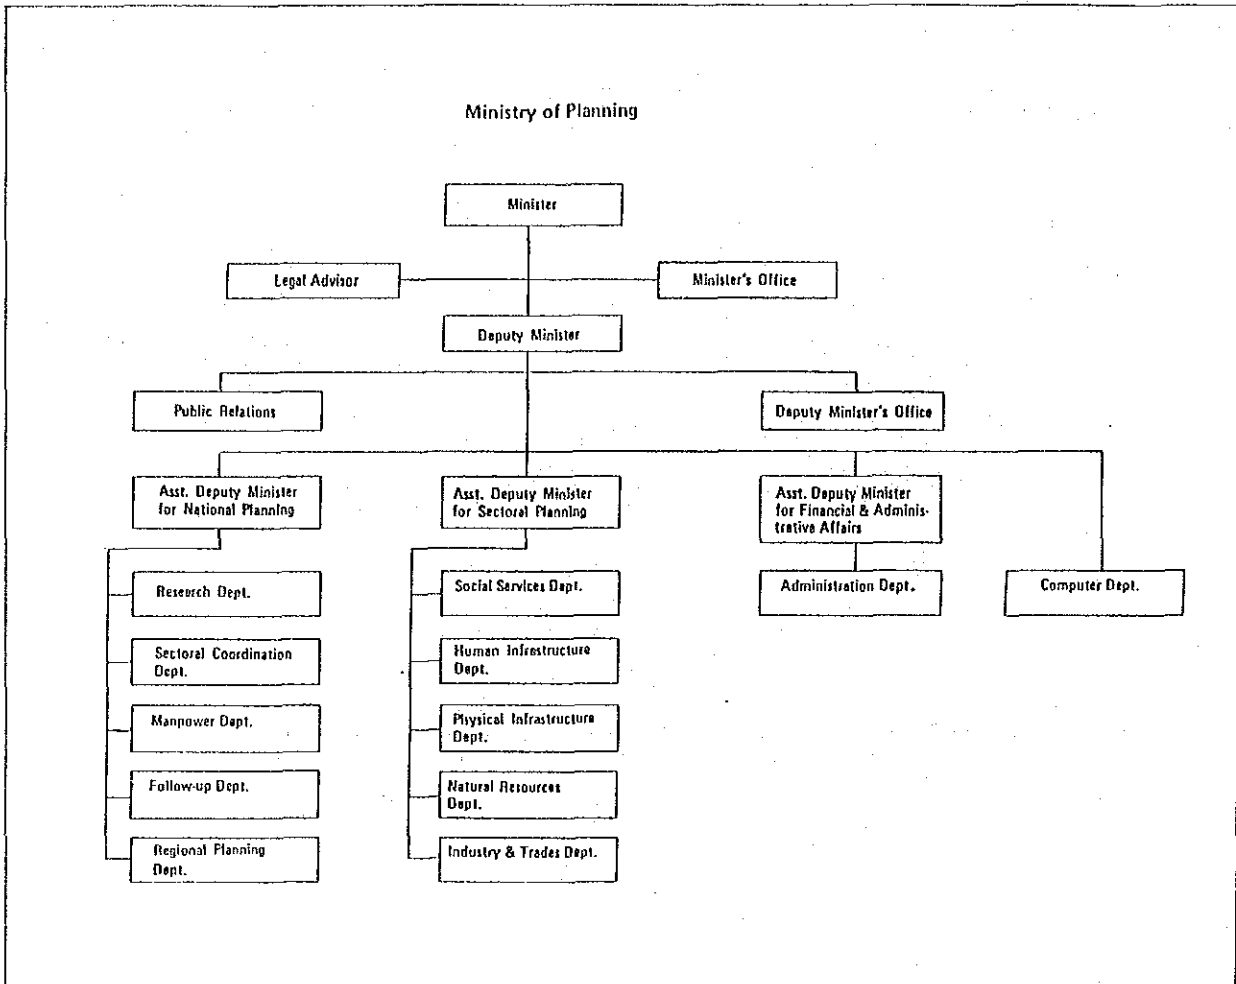 Ministry of Planning
Minister
Legal Advisor
Minister's Office
Deputy Minister
Public Relations
Deputy Minister's Office
Asst. Deputy Minister
for National Planning
Asst. Deputy Minister
for Sectoral Planning
Asst. Deputy Minister
for Financial & Adminis-
trative Affairs
Research Dept.
Social Services Dept.
Administration Dept.
Computer Dept.
Sectoral Coordination
Dept.
Human Infrastructure
Dept.
Manpower Dept.
Physical Infrastructure
Dept.
Follow-up Dept.
Natural Resources
Dept.
Regional Planning
Dept.
Industry & Trades Dept.